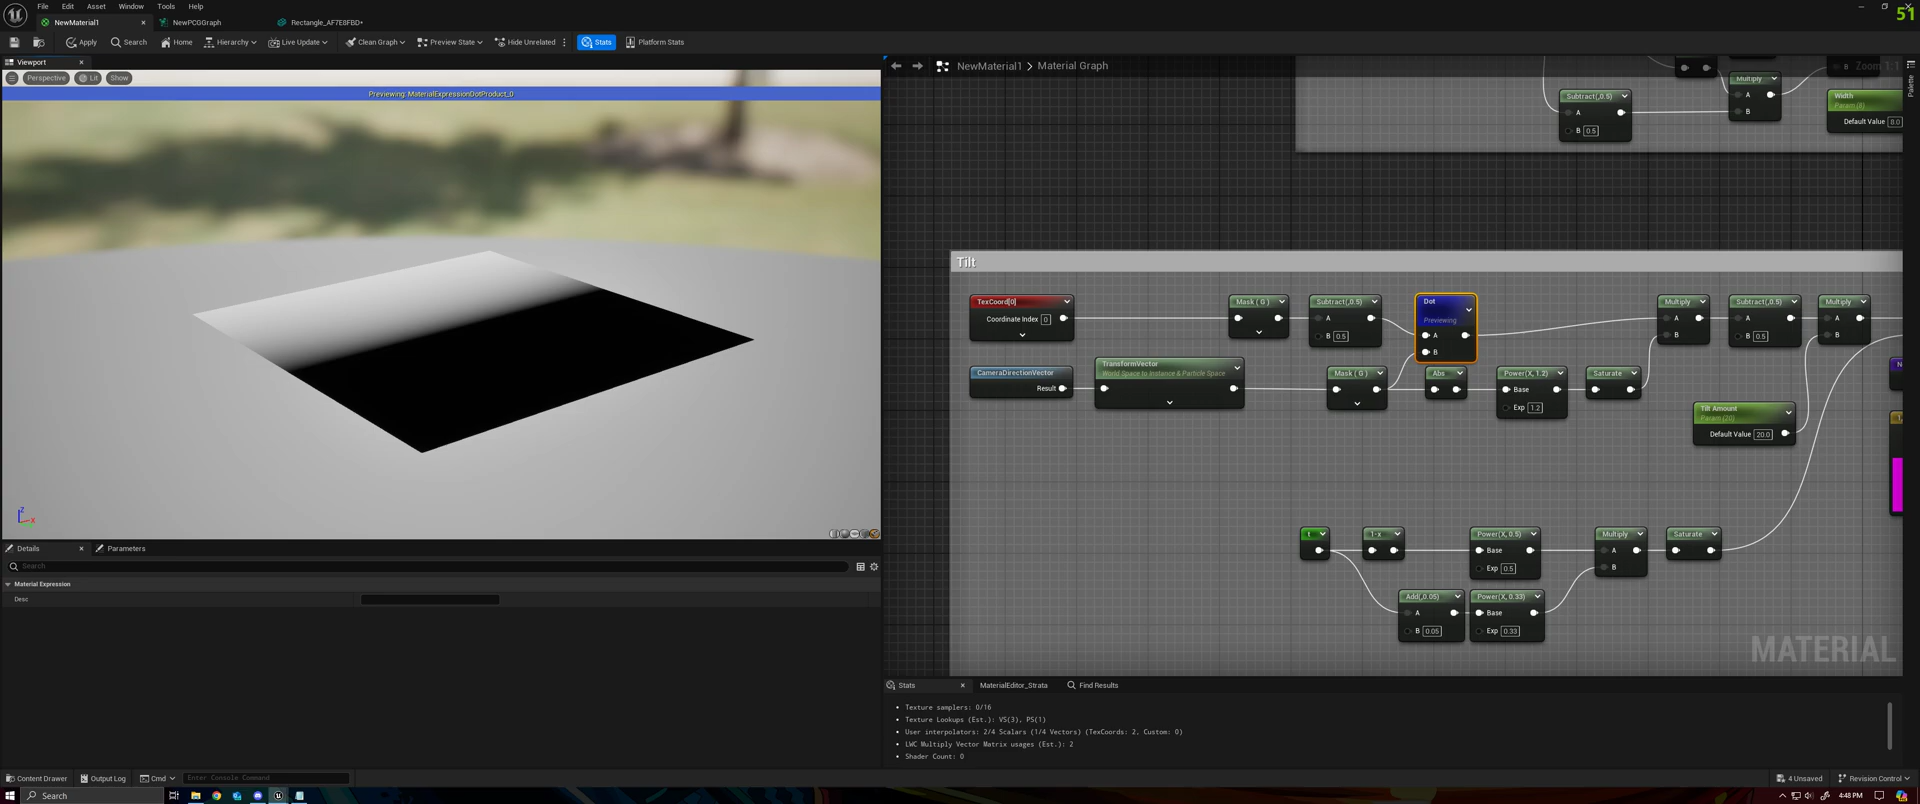 File Edit Asset Window Tools Help
51
NewMaterial1
NewPCGGraph
Rectangle_AF7E8FBD*
Apply Search Home Hierarchy Live Update Clean Graph Preview State Hide Unrelated Stats Platform Stats
Viewport
Perspective Lit Show
Previewing: MaterialExpressionDotProduct_0
Z
X
Details Parameters
Search
Material Expression
Desc
NewMaterial1 > Material Graph
Zoom 1:1
Palette
Multiply
A
B
B
Subtract(,0.5)
A
B 0.5
Width
Param (8)
Default Value 8.0
Tilt
TexCoord[0]
Coordinate Index 0
Mask ( G )
Subtract(,0.5)
A
B 0.5
Dot
Previewing
A
B
Multiply
A
B
Subtract(,0.5)
A
B 0.5
Multiply
A
B
CameraDirectionVector
Result
TransformVector
World Space to Instance & Particle Space
Mask ( G )
Abs
Power(X, 1.2)
Base
Exp 1.2
Saturate
Tilt Amount
Param (20)
Default Value 20.0
N
1-x
Power(X, 0.5)
Base
Exp 0.5
Multiply
A
B
Saturate
Add(,0.05)
A
B 0.05
Power(X, 0.33)
Base
Exp 0.33
MATERIAL
Stats MaterialEditor_Strata Find Results
Texture samplers: 0/16
Texture Lookups (Est.): VS(3), PS(1)
User interpolators: 2/4 Scalars (1/4 Vectors) (TexCoords: 2, Custom: 0)
LWC Multiply Vector Matrix usages (Est.): 2
Shader Count: 0
Content Drawer Output Log Cmd Enter Console Command
4 Unsaved Revision Control
Search
4:48 PM